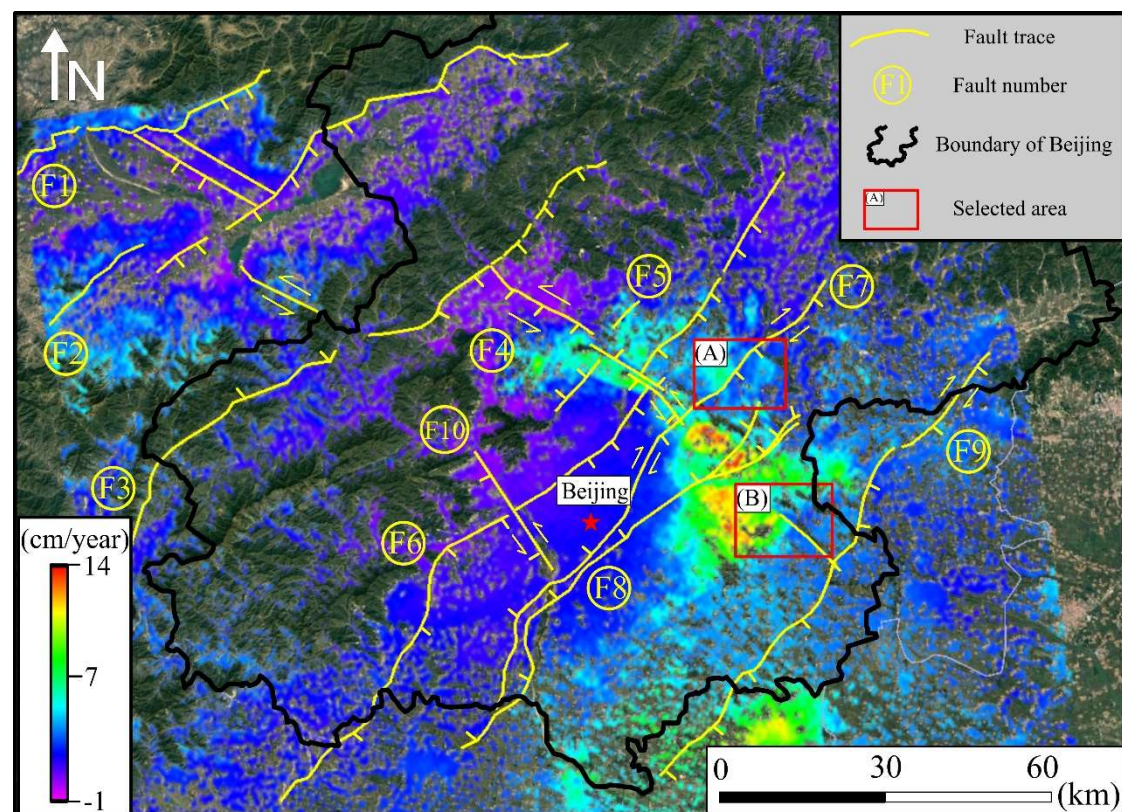 N
Fault trace
F1
Fault number
Boundary of Beijing
(A)
Selected area
F1
F2
F3
F4
F5
F6
F7
F8
F9
F10
(A)
(B)
Beijing
(cm/year)
14
7
-1
0 30 60
(km)